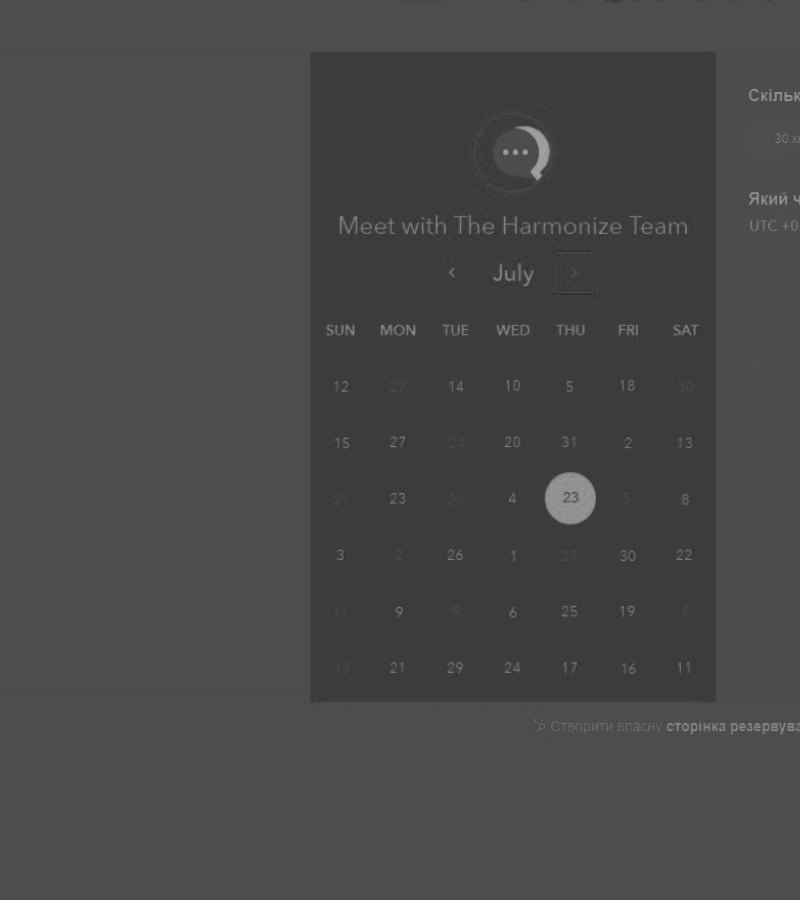 Meet with The Harmonize Team
July
SUN MON TUE WED THU FRI SAT
12 27 14 10 5 18 30
15 27 24 20 31 2 13
21 23 26 4 23 5 8
3 2 26 1 27 30 22
11 9 9 6 25 19 7
17 21 29 24 17 16 11
Скільк
30 хв
Який ч
UTC +0
Створити власну сторінка резервува